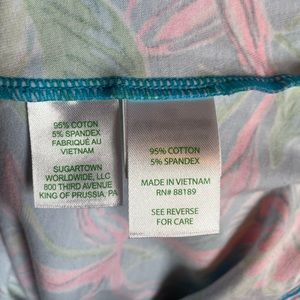 95% COTTON
5% SPANDEX
FABRIQUÉ AU
VIETNAM
SUGARTOWN
WORLDWIDE, LLC
800 THIRD AVENUE
KING OF PRUSSIA, PA
95% COTTON
5% SPANDEX
MADE IN VIETNAM
RN# 88189
SEE REVERSE
FOR CARE